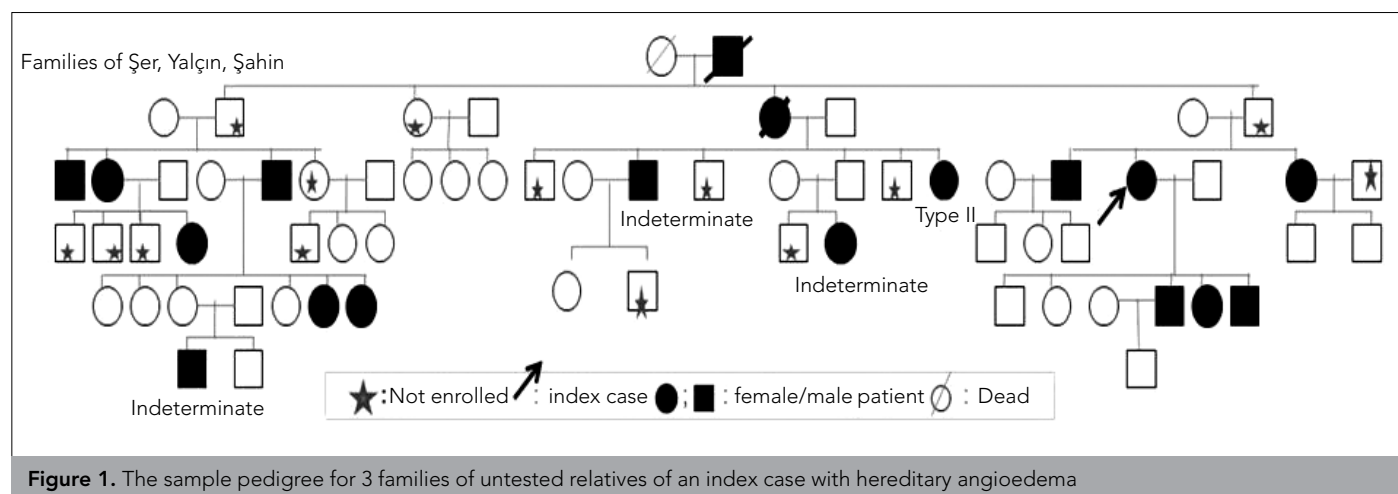 Families of Şer, Yalçın, Şahin
Indeterminate
Type II
Indeterminate
Indeterminate
:Not enrolled : index case ; : female/male patient : Dead
Figure 1. The sample pedigree for 3 families of untested relatives of an index case with hereditary angioedema